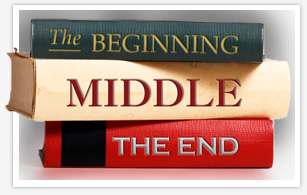 The BEGINNING
MIDDLE
THE END